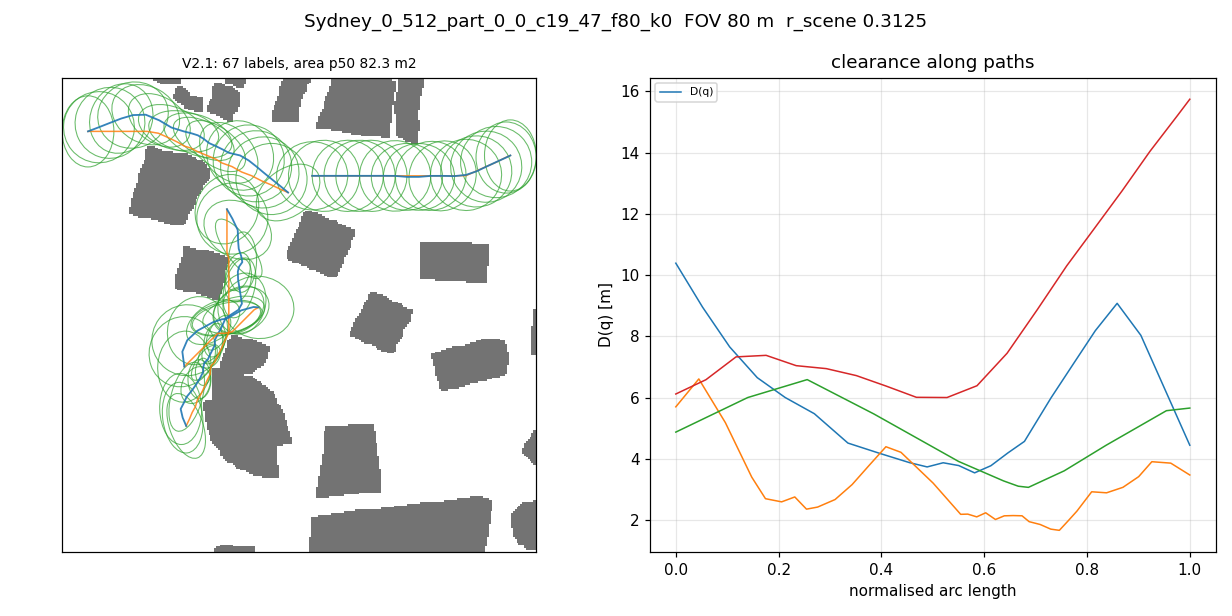 Sydney_0_512_part_0_0_c19_47_f80_k0  FOV 80 m  r_scene 0.3125
V2.1: 67 labels, area p50 82.3 m2
clearance along paths
D(q)
D(q) [m]
16
14
12
10
8
6
4
2
0.0 0.2 0.4 0.6 0.8 1.0
normalised arc length